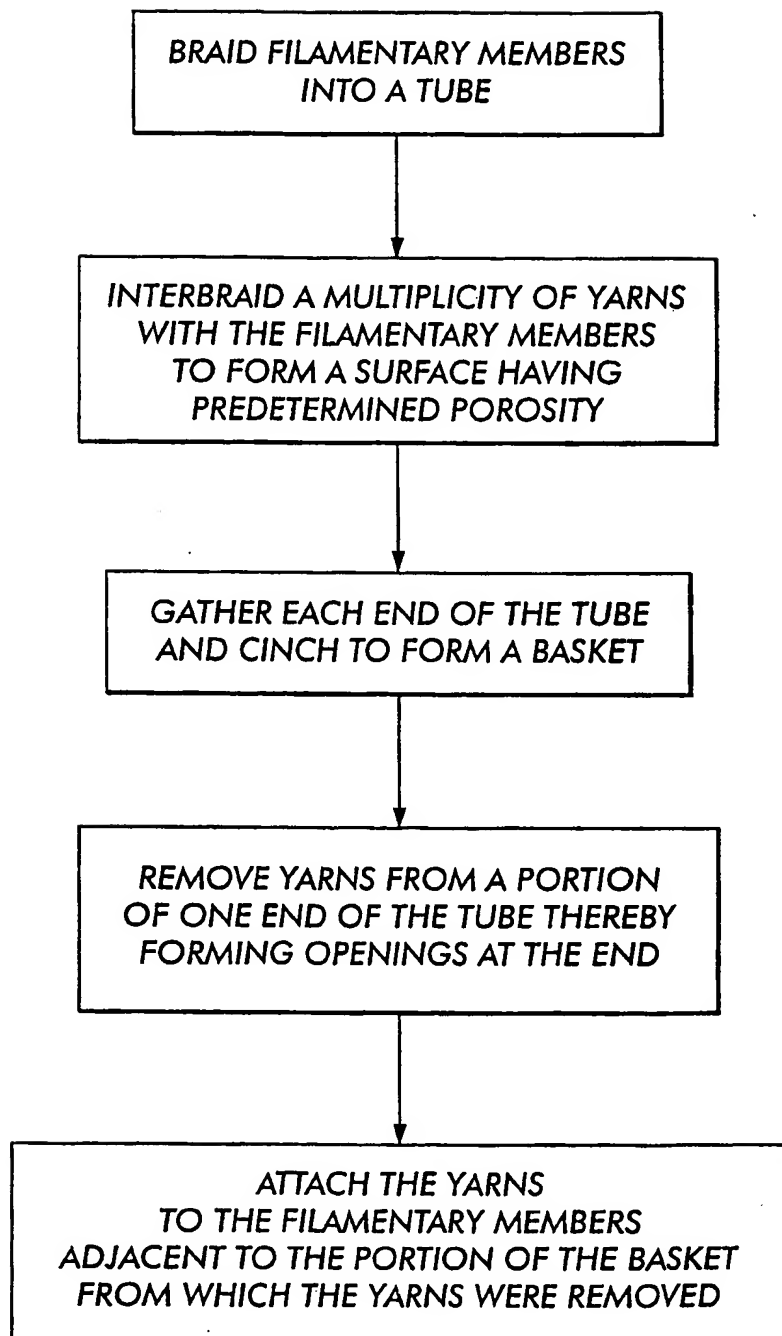 BRAID FILAMENTARY MEMBERS
INTO A TUBE
INTERBRAID A MULTIPLICITY OF YARNS
WITH THE FILAMENTARY MEMBERS
TO FORM A SURFACE HAVING
PREDETERMINED POROSITY
GATHER EACH END OF THE TUBE
AND CINCH TO FORM A BASKET
REMOVE YARNS FROM A PORTION
OF ONE END OF THE TUBE THEREBY
FORMING OPENINGS AT THE END
ATTACH THE YARNS
TO THE FILAMENTARY MEMBERS
ADJACENT TO THE PORTION OF THE BASKET
FROM WHICH THE YARNS WERE REMOVED